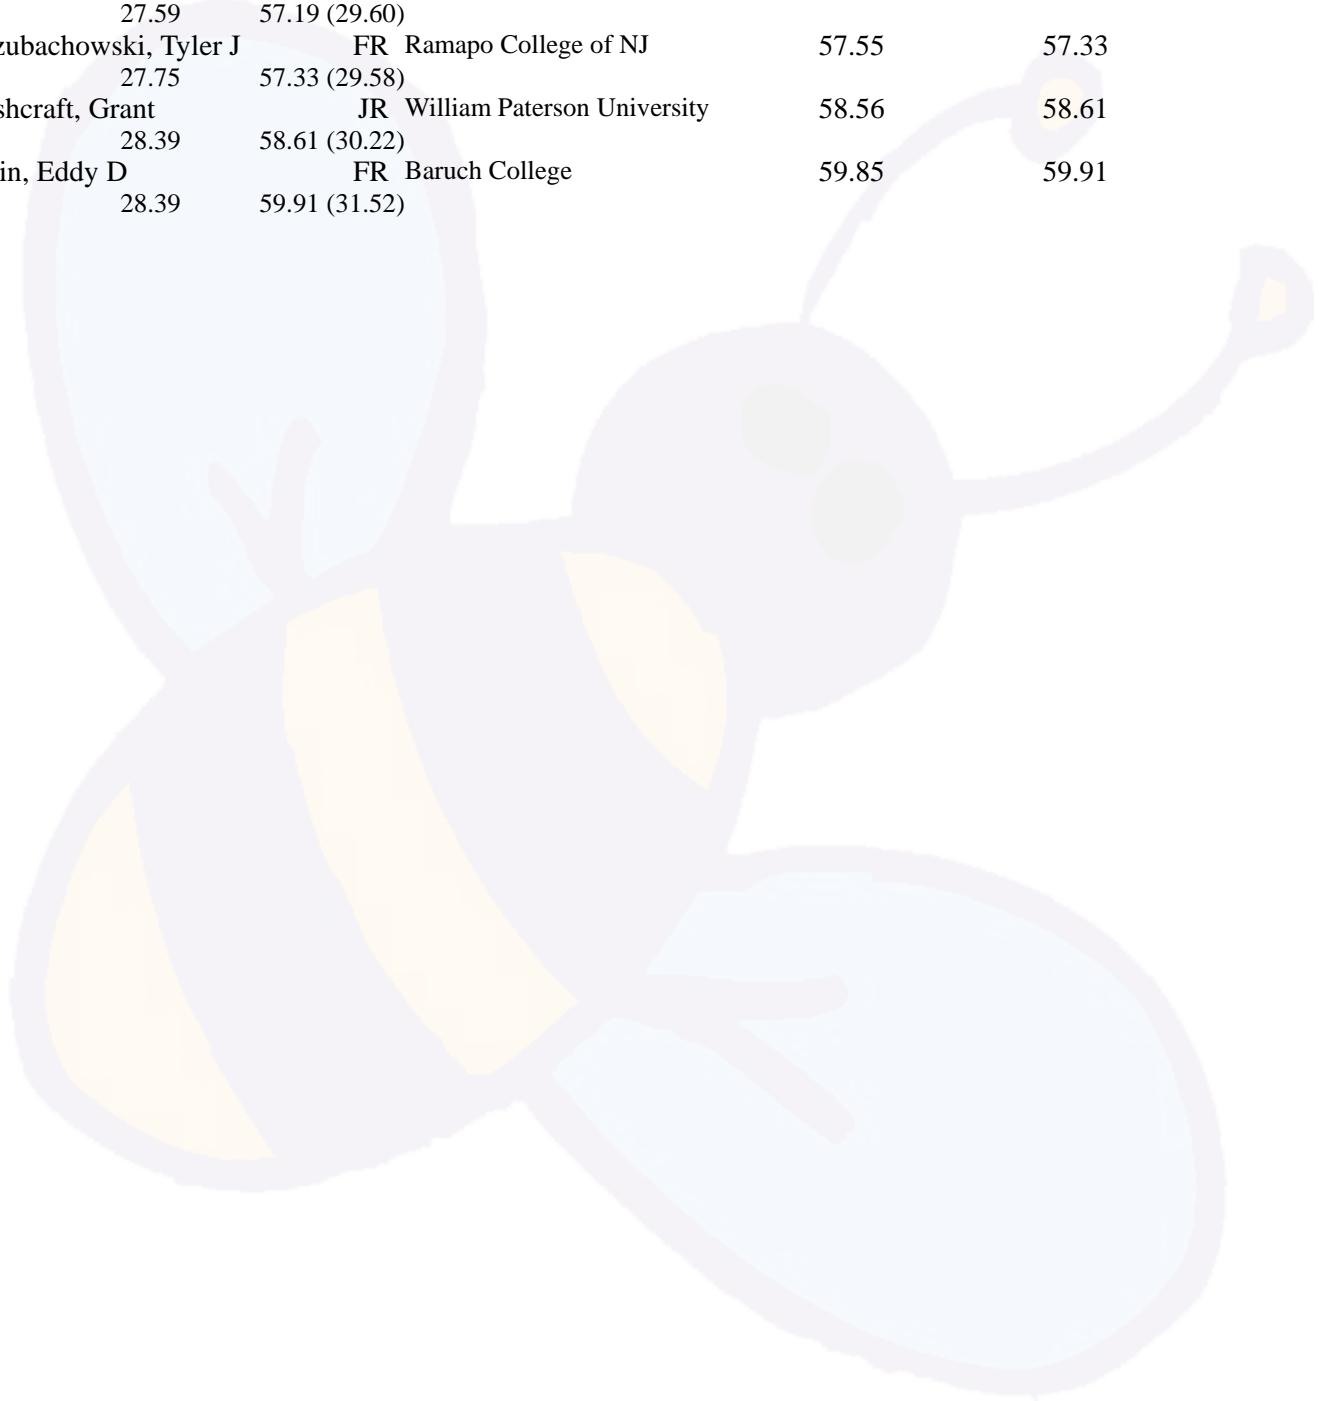 27.59 57.19 (29.60)
zubachowski, Tyler J FR Ramapo College of NJ 57.55 57.33
27.75 57.33 (29.58)
shcraft, Grant JR William Paterson University 58.56 58.61
28.39 58.61 (30.22)
in, Eddy D FR Baruch College 59.85 59.91
28.39 59.91 (31.52)